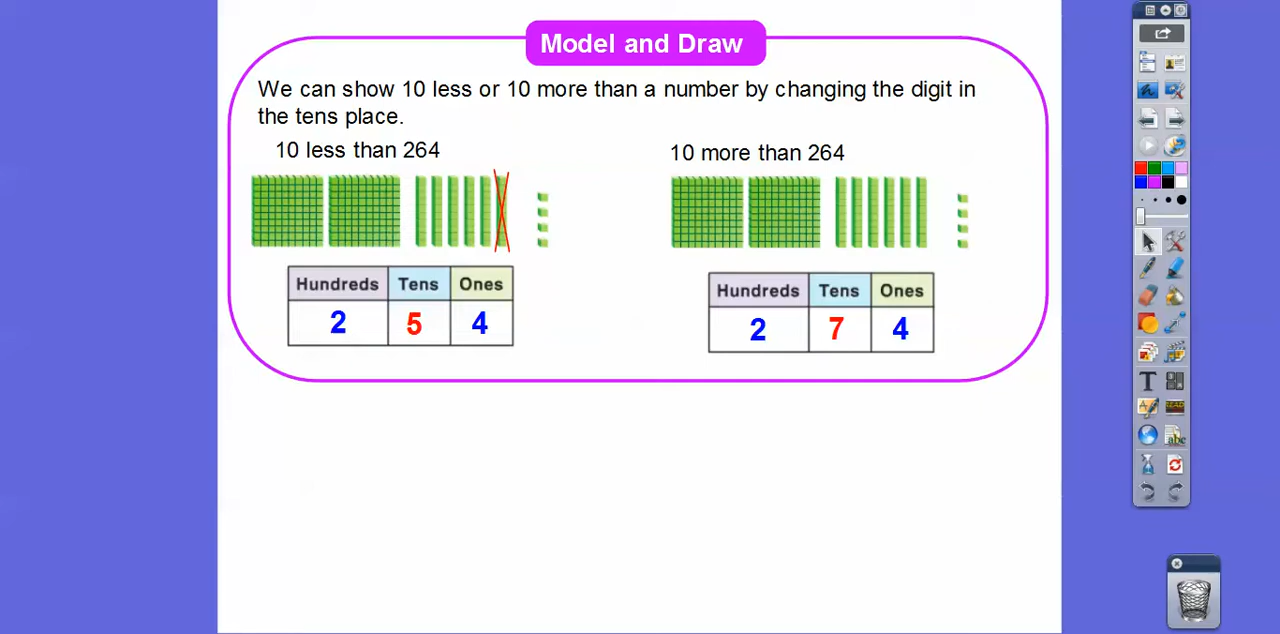 Model and Draw
We can show 10 less or 10 more than a number by changing the digit in
the tens place.
10 less than 264
10 more than 264
Hundreds Tens Ones
2 5 4
Hundreds Tens Ones
2 7 4
T
abc